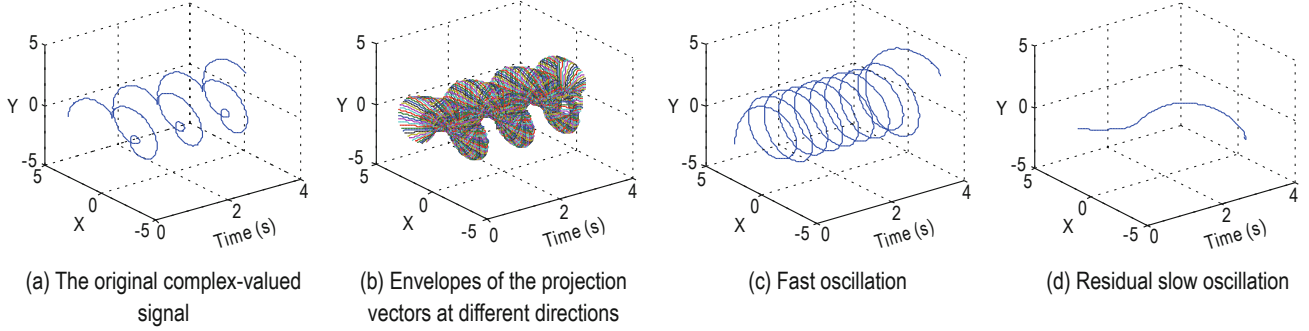 5
Y 0
-5
5
0
X
-5
0
2
Time (s)
4
(a) The original complex-valued
signal
5
Y 0
-5
5
0
X
-5
0
2
Time (s)
4
(b) Envelopes of the projection
vectors at different directions
5
Y 0
-5
5
0
X
-5
0
2
Time (s)
4
(c) Fast oscillation
5
Y 0
-5
5
0
X
-5
0
2
Time (s)
4
(d) Residual slow oscillation